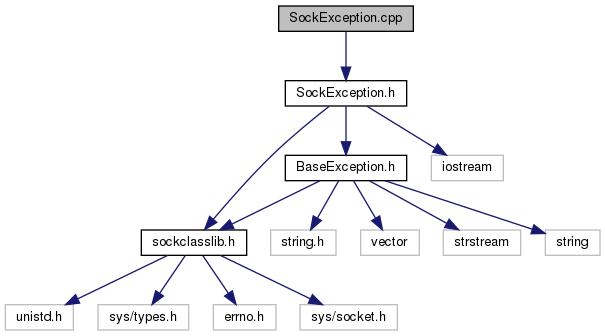 SockException.cpp
SockException.h
BaseException.h
iostream
sockclasslib.h
string.h
vector
strstream
string
unistd.h
sys/types.h
errno.h
sys/socket.h